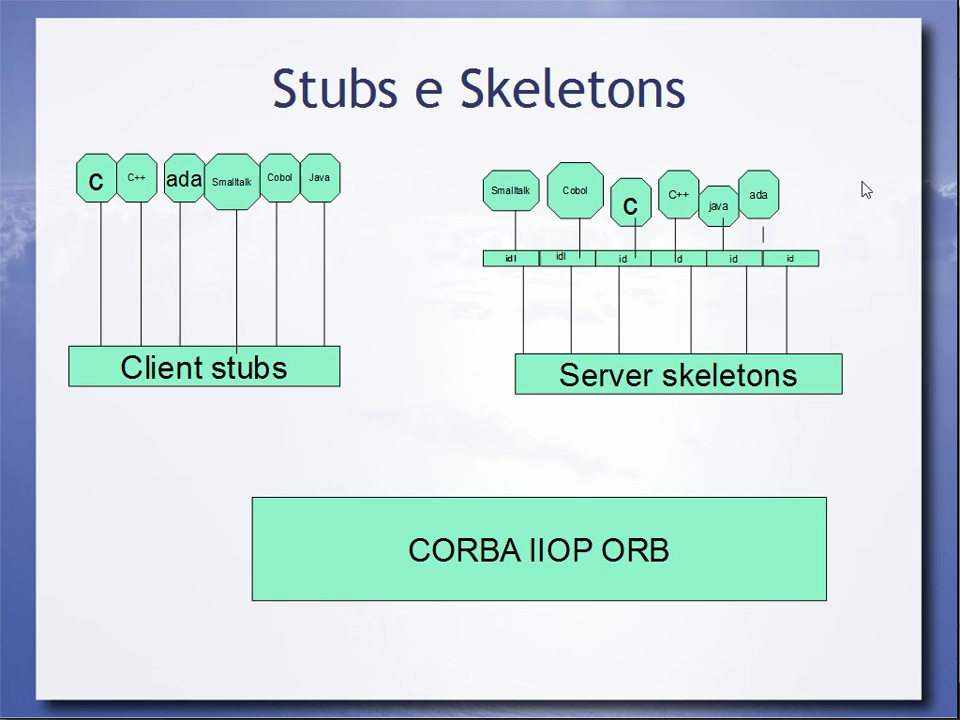 Stubs e Skeletons
c
C++
ada
Smalltalk
Cobol
Java
Smalltalk
Cobol
c
C++
java
ada
idl
idl
id
id
id
id
Client stubs
Server skeletons
CORBA IIOP ORB